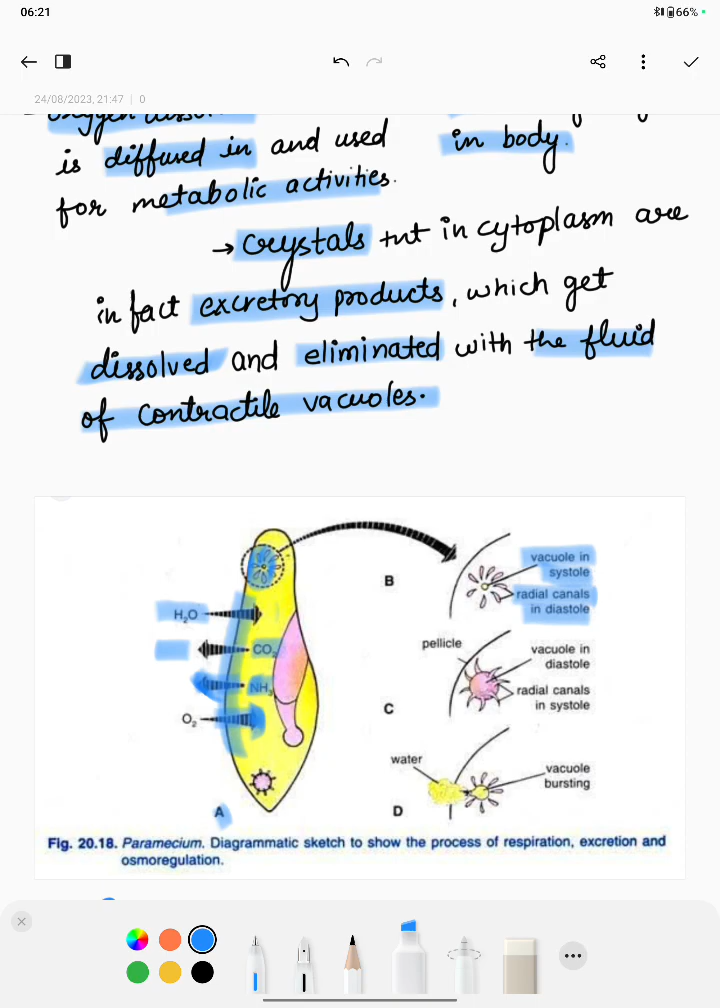 06:21
66%
24/08/2023, 21:47 | 0
is diffused in and used
in body.
for metabolic activities.
→ Crystals tnt in cytoplasm are
in fact excretory products, which get
dissolved and eliminated with the fluid
of contractile vacuoles.
B
vacuole in
systole
radial canals
in diastole
H₂O
CO₂
NH₃
O₂
A
pellicle
vacuole in
diastole
radial canals
in systole
C
water
vacuole
bursting
D
Fig. 20.18. Paramecium. Diagrammatic sketch to show the process of respiration, excretion and
osmoregulation.